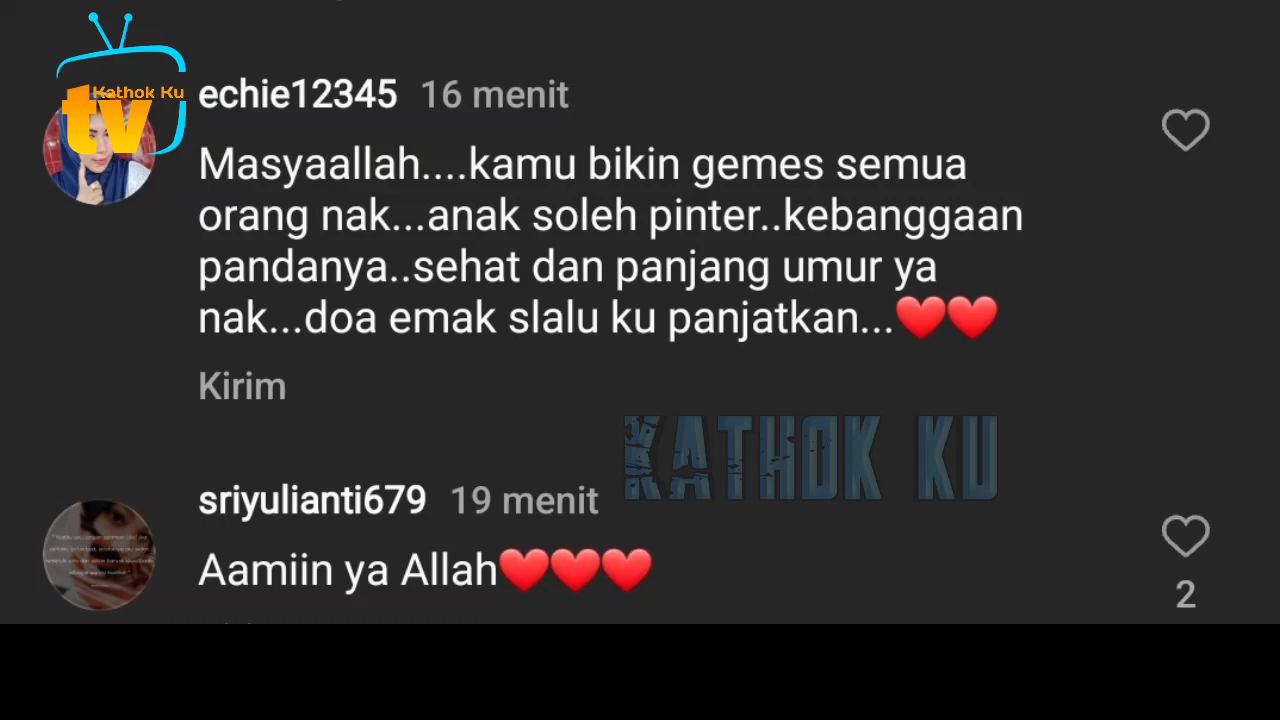 Kathok Ku
tv
echie12345 16 menit
Masyaallah....kamu bikin gemes semua
orang nak...anak soleh pinter..kebanggaan
pandanya..sehat dan panjang umur ya
nak...doa emak slalu ku panjatkan...❤️❤️
Kirim
KATHOK KU
sriyulianti679 19 menit
Aamiin ya Allah❤️❤️❤️
2